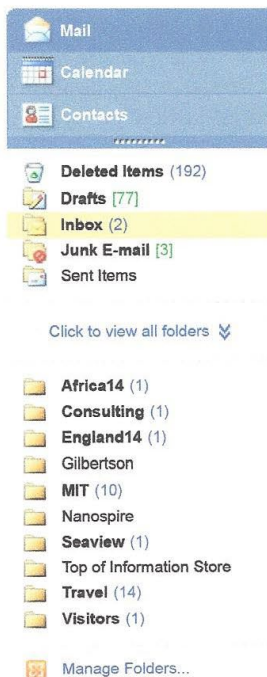 Mail
Calendar
Contacts
Deleted Items (192)
Drafts [77]
Inbox (2)
Junk E-mail [3]
Sent Items
Click to view all folders
Africa14 (1)
Consulting (1)
England14 (1)
Gilbertson
MIT (10)
Nanospire
Seaview (1)
Top of Information Store
Travel (14)
Visitors (1)
Manage Folders...